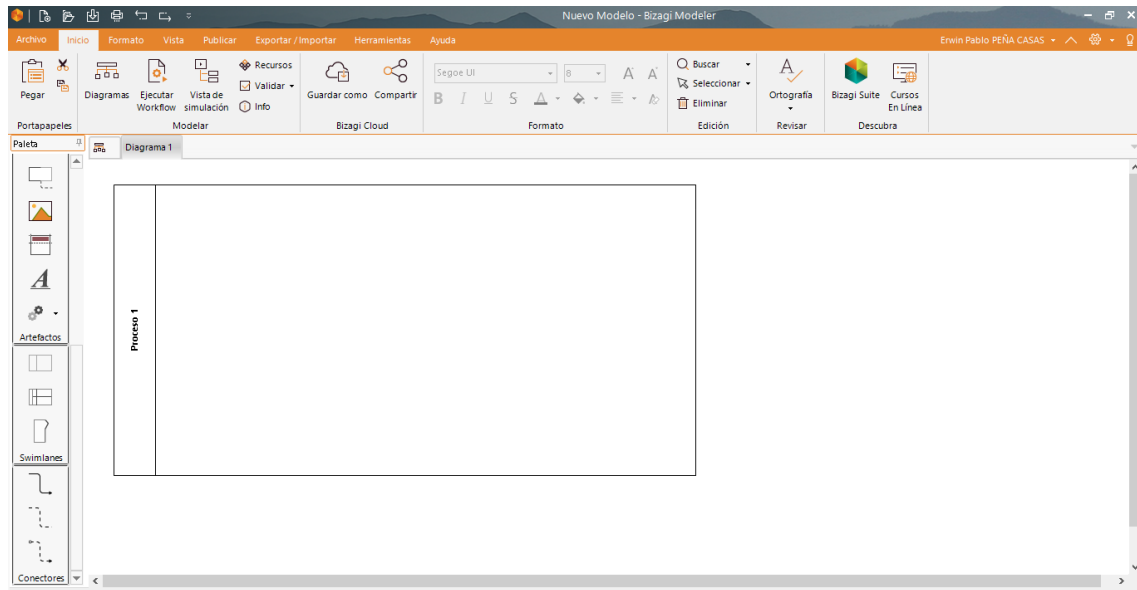 Nuevo Modelo - Bizagi Modeler
Archivo Inicio Formato Vista Publicar Exportar / Importar Herramientas Ayuda Erwin Pablo PEÑA CASAS
Pegar
Portapapeles
Diagramas Ejecutar Workflow Vista de simulación Recursos Validar Info
Modelar
Guardar como Compartir
Bizagi Cloud
Segoe UI 8 A A
B I U S A
Formato
Buscar
Seleccionar
Eliminar
Edición
Ortografía
Revisar
Bizagi Suite Cursos En Línea
Descubra
Paleta
Diagrama 1
A
Artefactos
Swimlanes
Conectores
Proceso 1